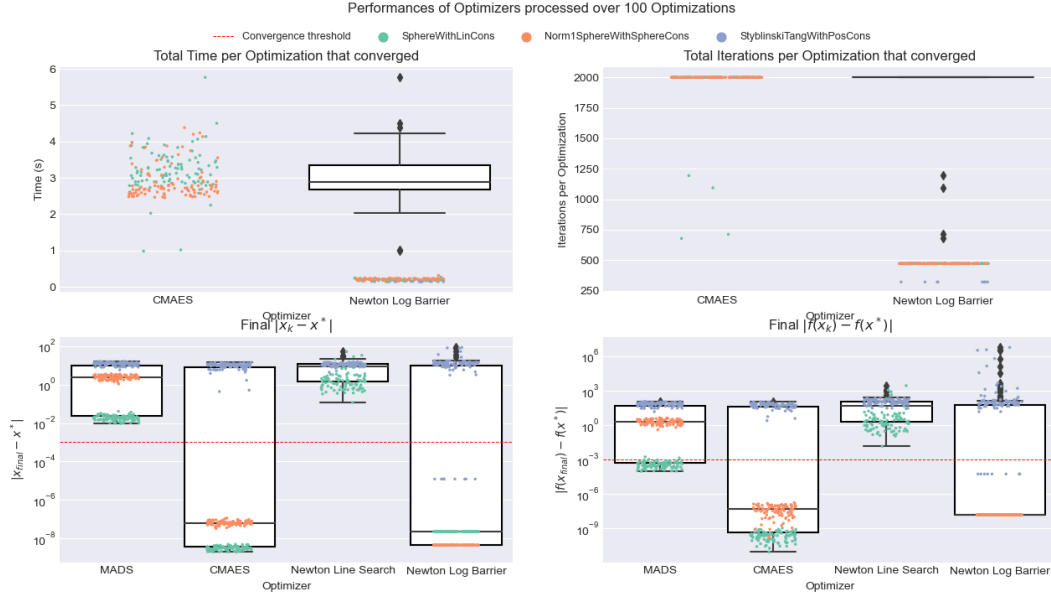 Performances of Optimizers processed over 100 Optimizations
Convergence threshold SphereWithLinCons Norm1SphereWithSphereCons StyblinskiTangWithPosCons
Total Time per Optimization that converged
6
5
4
3
2
1
0
Time (s)
CMAES Newton Log Barrier
Optimizer
Total Iterations per Optimization that converged
2000
1750
1500
1250
1000
750
500
250
Iterations per Optimization
CMAES Newton Log Barrier
Optimizer
Final |x_k − x*|
10^2
10^0
10^−2
10^−4
10^−6
10^−8
|x_final − x*|
MADS CMAES Newton Line Search Newton Log Barrier
Optimizer
Final |f(x_k) − f(x*)|
10^6
10^3
10^0
10^−3
10^−6
10^−9
|f(x_final) − f(x*)|
MADS CMAES Newton Line Search Newton Log Barrier
Optimizer